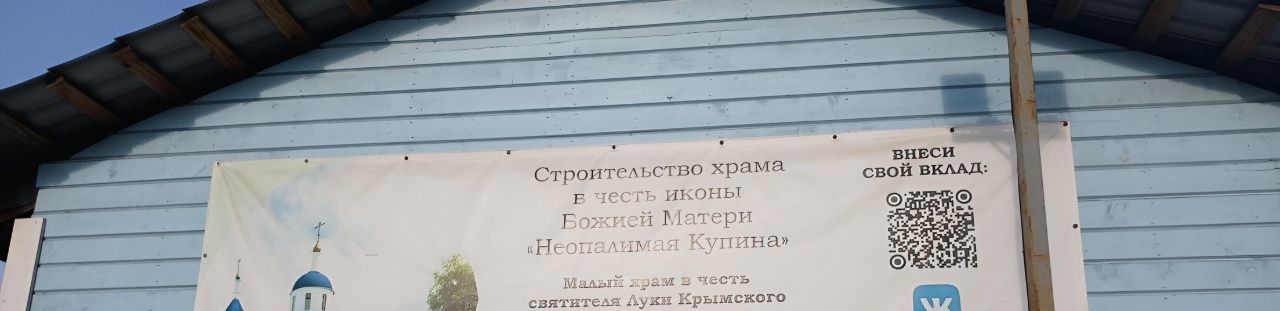 Строительство храма
в честь иконы
Божией Матери
«Неопалимая Купина»
Малый храм в честь
святителя Луки Крымского
ВНЕСИ
СВОЙ ВКЛАД: